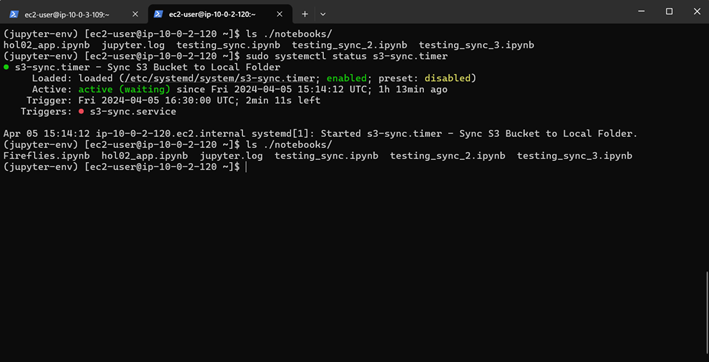 ec2-user@ip-10-0-3-109:~
ec2-user@ip-10-0-2-120:~
(jupyter-env) [ec2-user@ip-10-0-2-120 ~]$ ls ./notebooks/
hol02_app.ipynb  jupyter.log  testing_sync.ipynb  testing_sync_2.ipynb  testing_sync_3.ipynb
(jupyter-env) [ec2-user@ip-10-0-2-120 ~]$ sudo systemctl status s3-sync.timer
● s3-sync.timer - Sync S3 Bucket to Local Folder
     Loaded: loaded (/etc/systemd/system/s3-sync.timer; enabled; preset: disabled)
     Active: active (waiting) since Fri 2024-04-05 15:14:12 UTC; 1h 13min ago
    Trigger: Fri 2024-04-05 16:30:00 UTC; 2min 11s left
   Triggers: ● s3-sync.service
Apr 05 15:14:12 ip-10-0-2-120.ec2.internal systemd[1]: Started s3-sync.timer - Sync S3 Bucket to Local Folder.
(jupyter-env) [ec2-user@ip-10-0-2-120 ~]$ ls ./notebooks/
Fireflies.ipynb  hol02_app.ipynb  jupyter.log  testing_sync.ipynb  testing_sync_2.ipynb  testing_sync_3.ipynb
(jupyter-env) [ec2-user@ip-10-0-2-120 ~]$